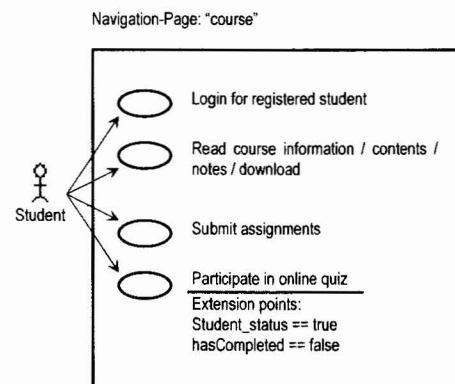 Navigation-Page: "course"
Login for registered student
Read course information / contents /
notes / download
Student
Submit assignments
Participate in online quiz
Extension points:
Student_status == true
hasCompleted == false